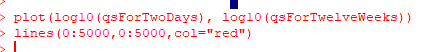 >
> plot(log10(qsForTwoDays), log10(qsForTwelveWeeks))
> lines(0:5000,0:5000,col="red")
>